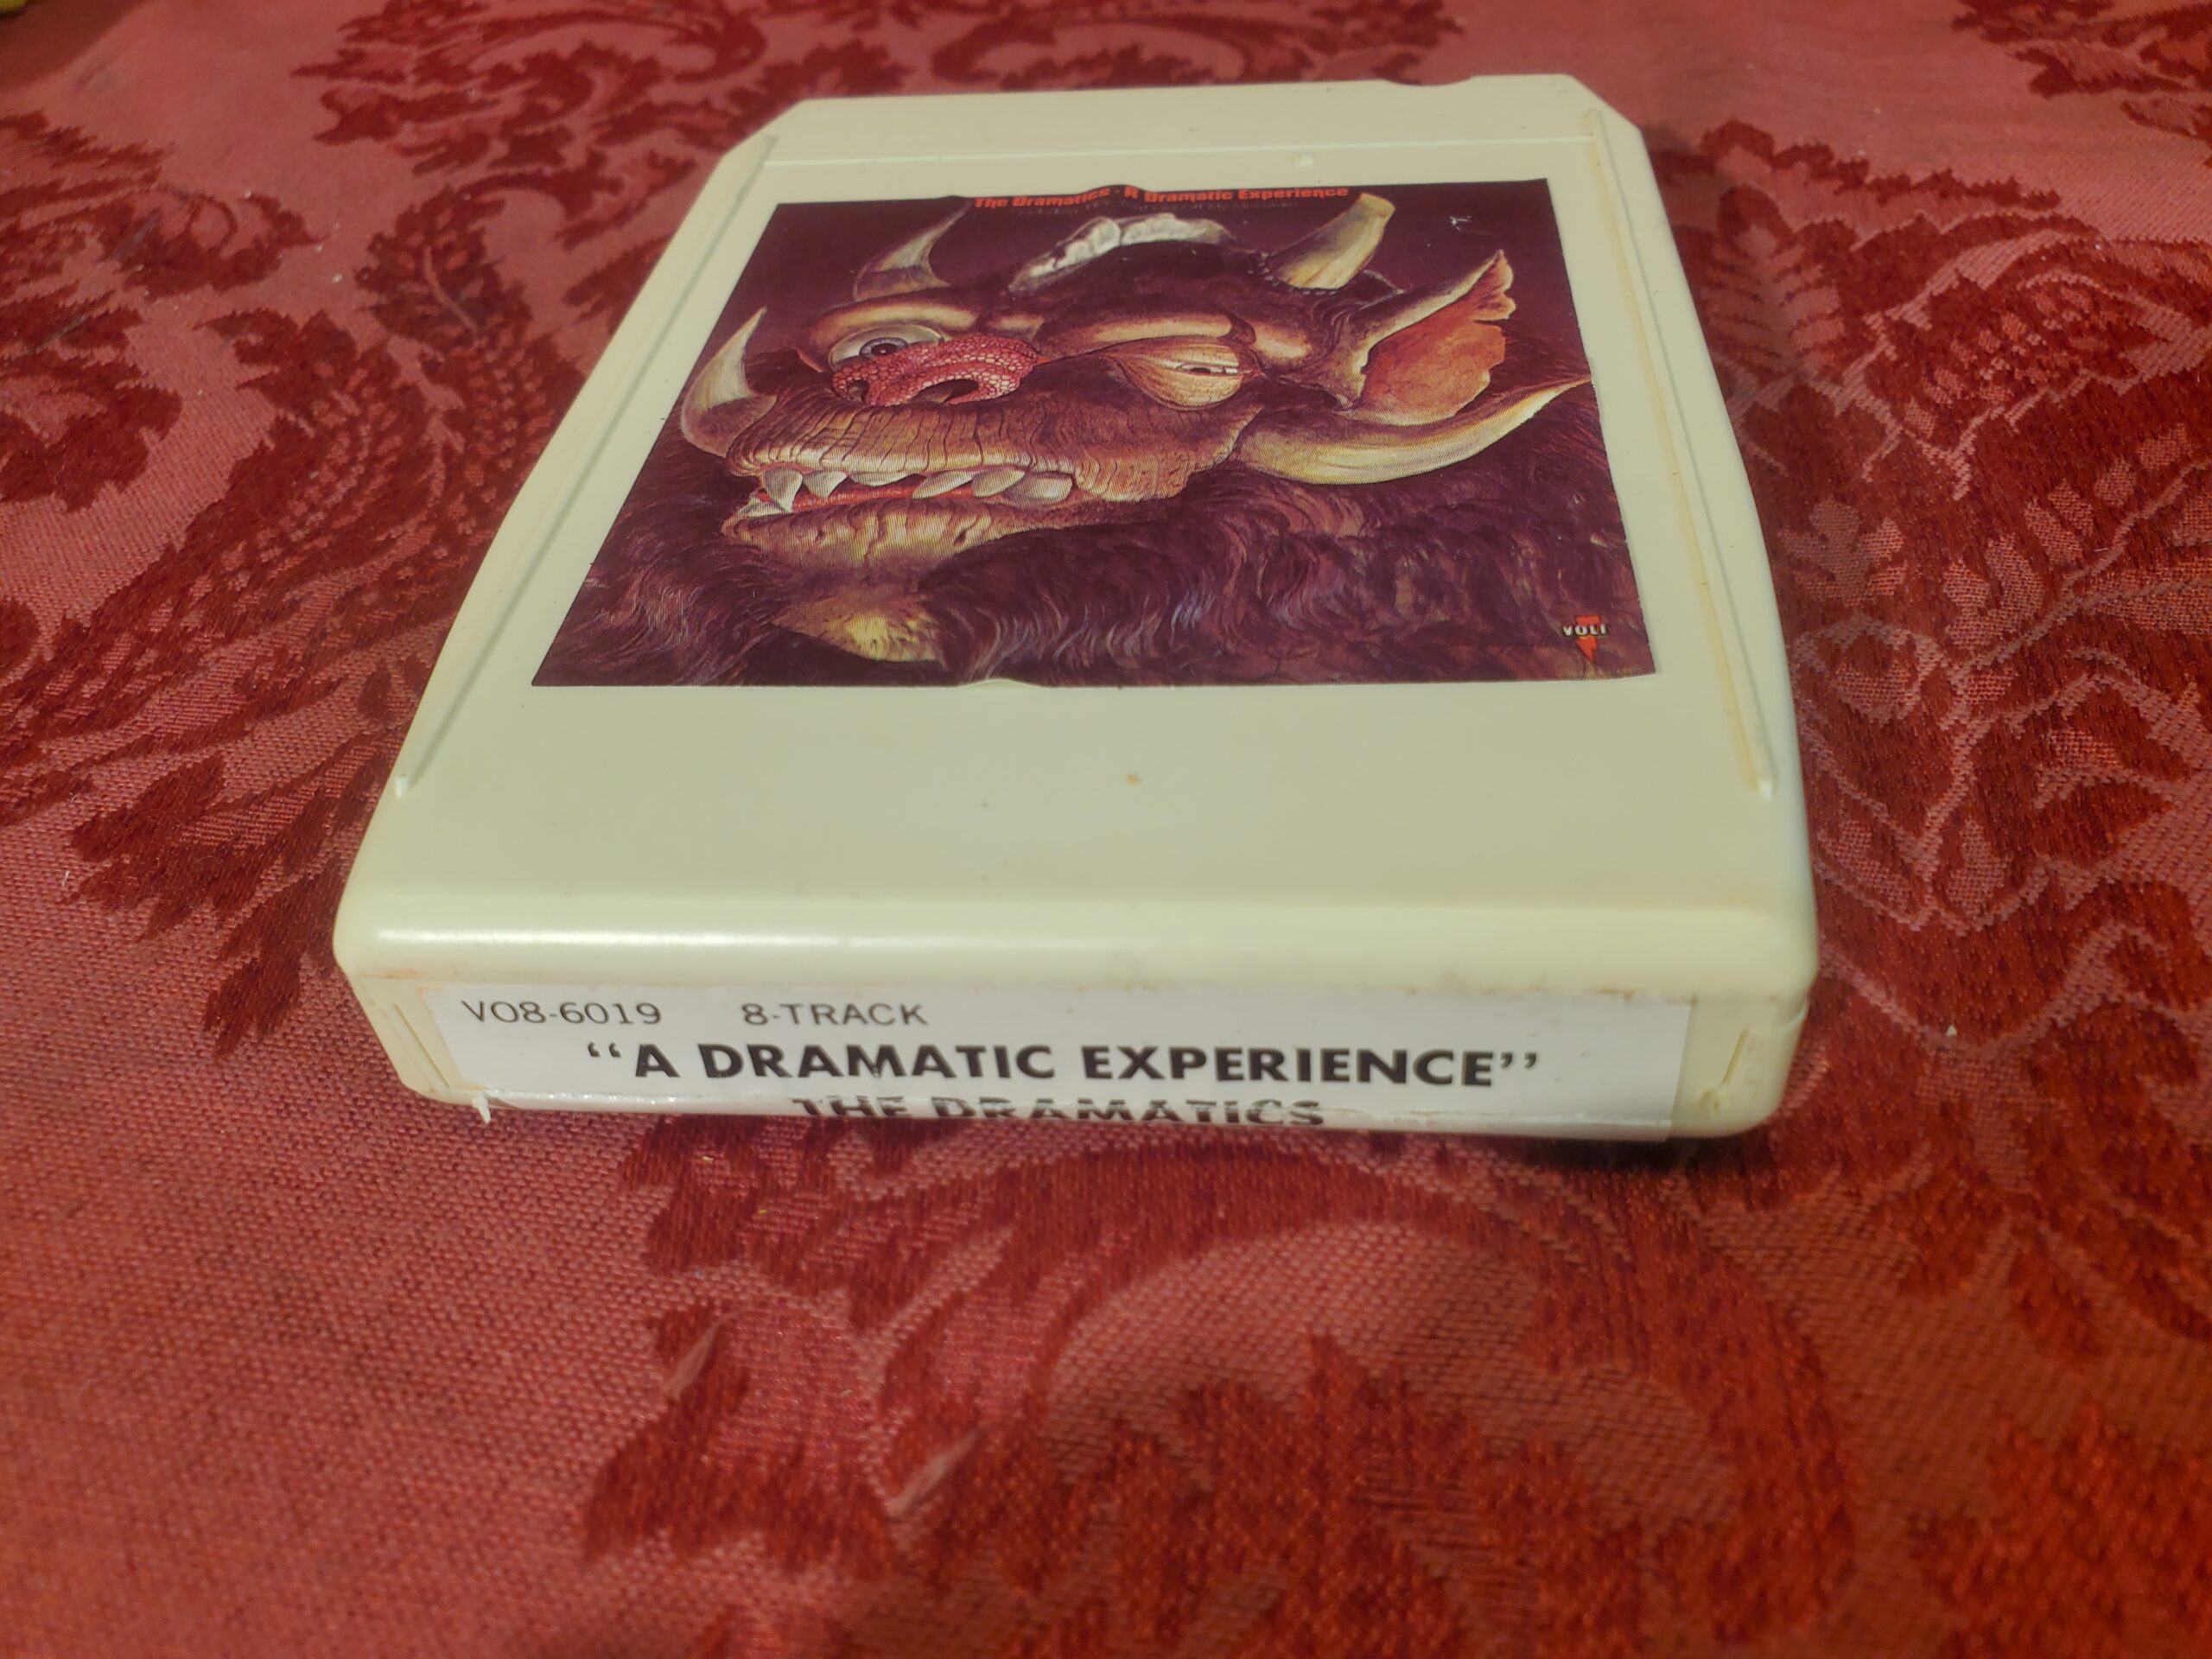 The Dramatics · A Dramatic Experience
VOLT
VO8-6019 8-TRACK
“A DRAMATIC EXPERIENCE”
THE DRAMATICS